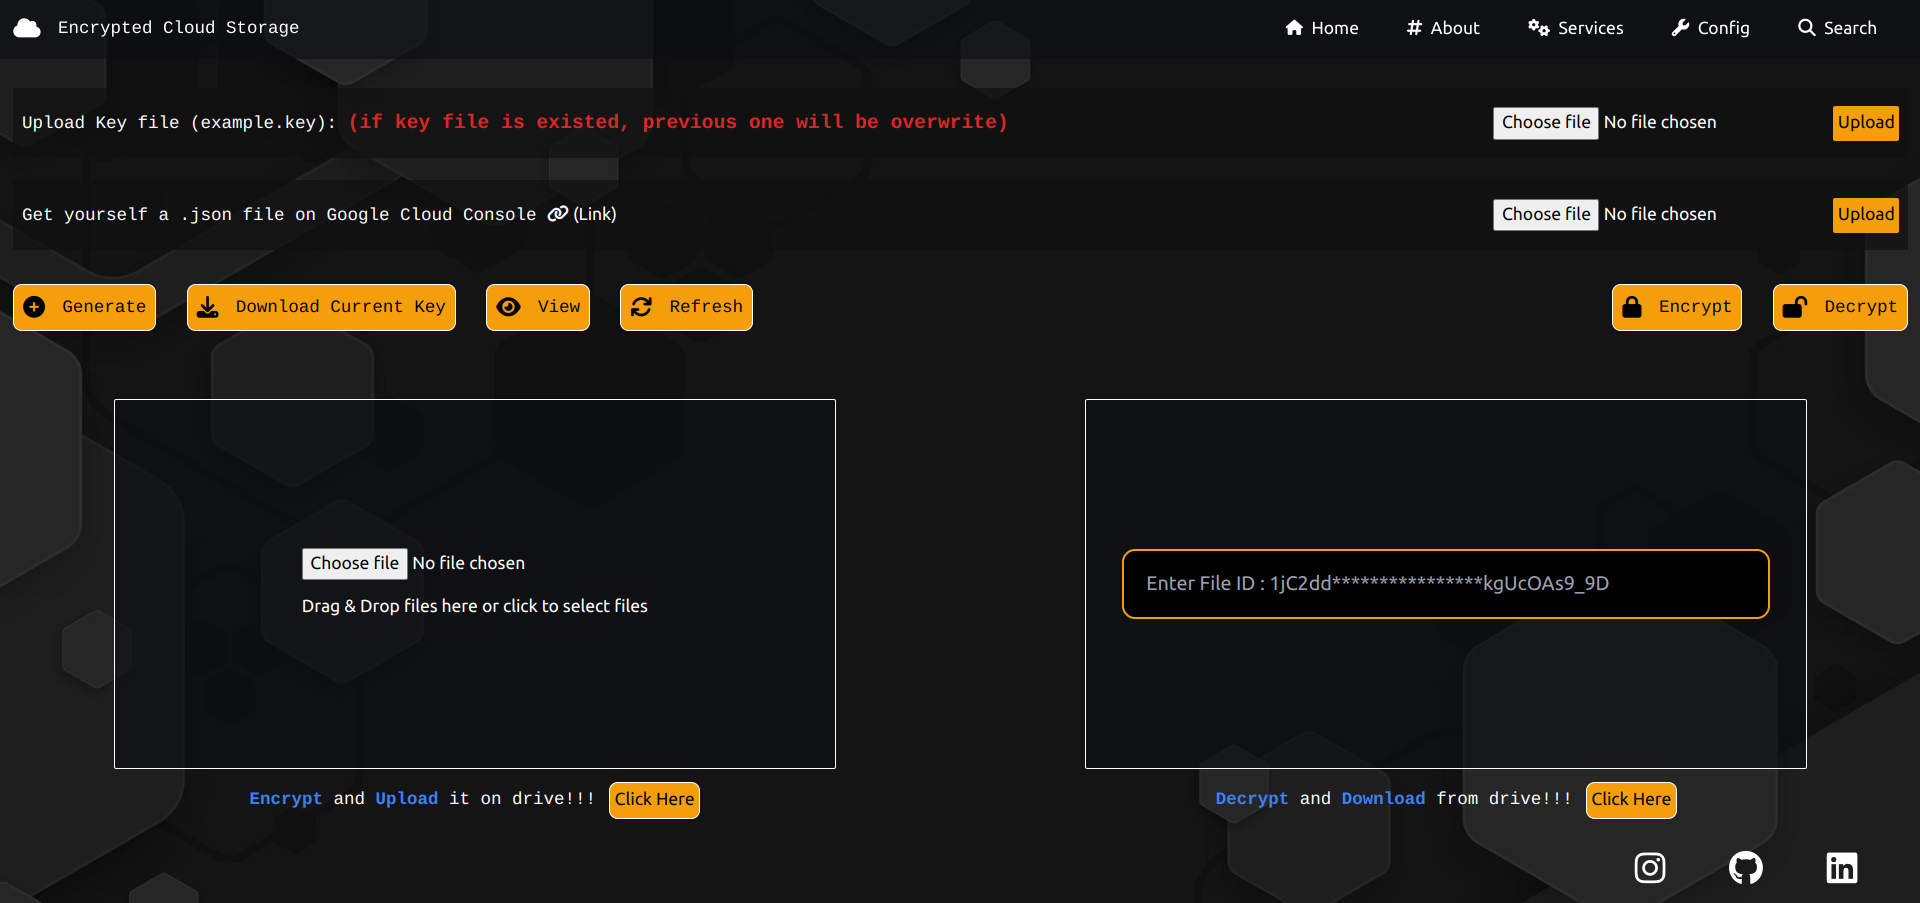 Encrypted Cloud Storage
Home About Services Config Search
Upload Key file (example.key): (if key file is existed, previous one will be overwrite) Choose file No file chosen Upload
Get yourself a .json file on Google Cloud Console (Link) Choose file No file chosen Upload
Generate Download Current Key View Refresh Encrypt Decrypt
Choose file No file chosen
Drag & Drop files here or click to select files
Enter File ID : 1jC2dd****************kgUcOAs9_9D
Encrypt and Upload it on drive!!! Click Here
Decrypt and Download from drive!!! Click Here